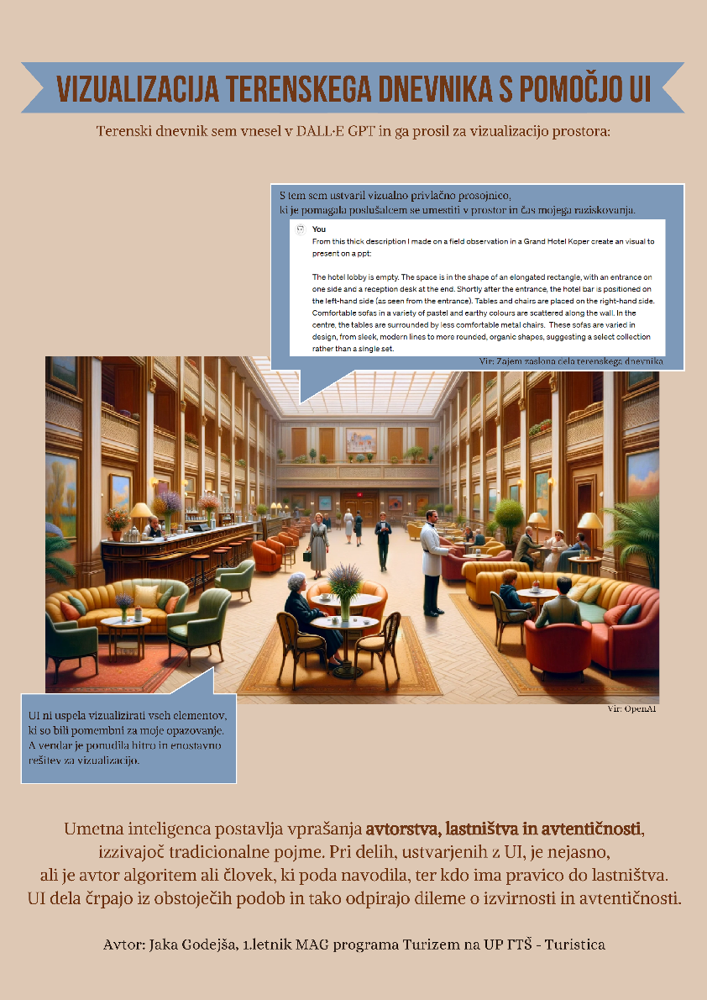 VIZUALIZACIJA TERENSKEGA DNEVNIKA S POMOČJO UI
Terenski dnevnik sem vnesel v DALL·E GPT in ga prosil za vizualizacijo prostora:
S tem sem ustvaril vizualno privlačno prosojnico,
ki je pomagala poslušalcem se umestiti v prostor in čas mojega raziskovanja.
You
From this thick description I made on a field observation in a Grand Hotel Koper create an visual to
present on a ppt:
The hotel lobby is empty. The space is in the shape of an elongated rectangle, with an entrance on
one side and a reception desk at the end. Shortly after the entrance, the hotel bar is positioned on
the left-hand side (as seen from the entrance). Tables and chairs are placed on the right-hand side.
Comfortable sofas in a variety of pastel and earthy colours are scattered along the wall. In the
centre, the tables are surrounded by less comfortable metal chairs. These sofas are varied in
design, from sleek, modern lines to more rounded, organic shapes, suggesting a select collection
rather than a single set.
Vir: Zajem zaslona dela terenskega dnevnika
Vir: OpenAI
UI ni uspela vizualizirati vseh elementov,
ki so bili pomembni za moje opazovanje.
A vendar je ponudila hitro in enostavno
rešitev za vizualizacijo.
Umetna inteligenca postavlja vprašanja avtorstva, lastništva in avtentičnosti,
izzivajoč tradicionalne pojme. Pri delih, ustvarjenih z UI, je nejasno,
ali je avtor algoritem ali človek, ki poda navodila, ter kdo ima pravico do lastništva.
UI dela črpajo iz obstoječih podob in tako odpirajo dileme o izvirnosti in avtentičnosti.
Avtor: Jaka Godejša, 1.letnik MAG programa Turizem na UP FTŠ - Turistica